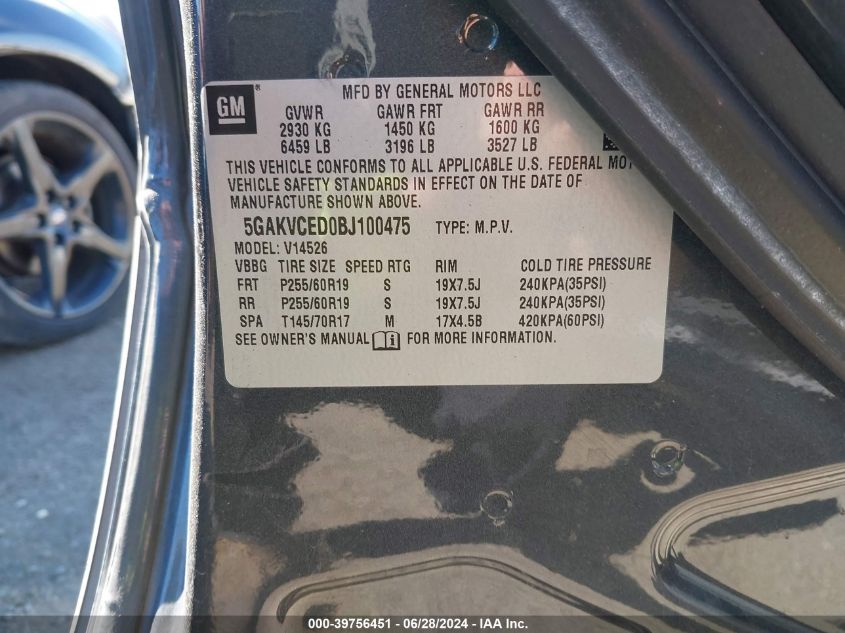 GM
MFD BY GENERAL MOTORS LLC
GVWR GAWR FRT GAWR RR
2930 KG 1450 KG 1600 KG
6459 LB 3196 LB 3527 LB
THIS VEHICLE CONFORMS TO ALL APPLICABLE U.S. FEDERAL MOT
VEHICLE SAFETY STANDARDS IN EFFECT ON THE DATE OF
MANUFACTURE SHOWN ABOVE.
5GAKVCED0BJ100475 TYPE: M.P.V.
MODEL: V14526
VBBG TIRE SIZE SPEED RTG RIM COLD TIRE PRESSURE
FRT P255/60R19 S 19X7.5J 240KPA(35PSI)
RR P255/60R19 S 19X7.5J 240KPA(35PSI)
SPA T145/70R17 M 17X4.5B 420KPA(60PSI)
SEE OWNER'S MANUAL i FOR MORE INFORMATION.
000-39756451 - 06/28/2024 - IAA Inc.